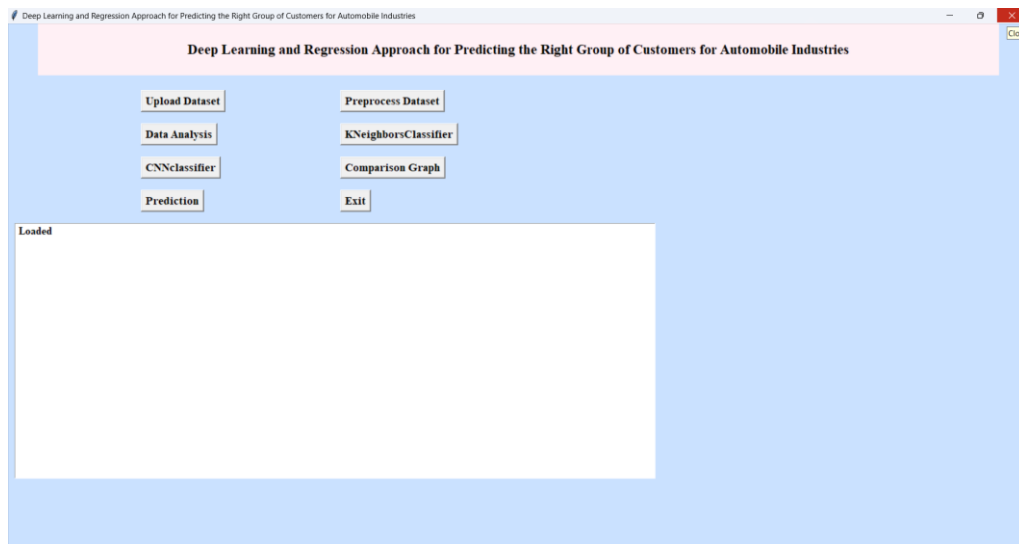 Deep Learning and Regression Approach for Predicting the Right Group of Customers for Automobile Industries
Clo
Deep Learning and Regression Approach for Predicting the Right Group of Customers for Automobile Industries
Upload Dataset
Preprocess Dataset
Data Analysis
KNeighborsClassifier
CNNclassifier
Comparison Graph
Prediction
Exit
Loaded